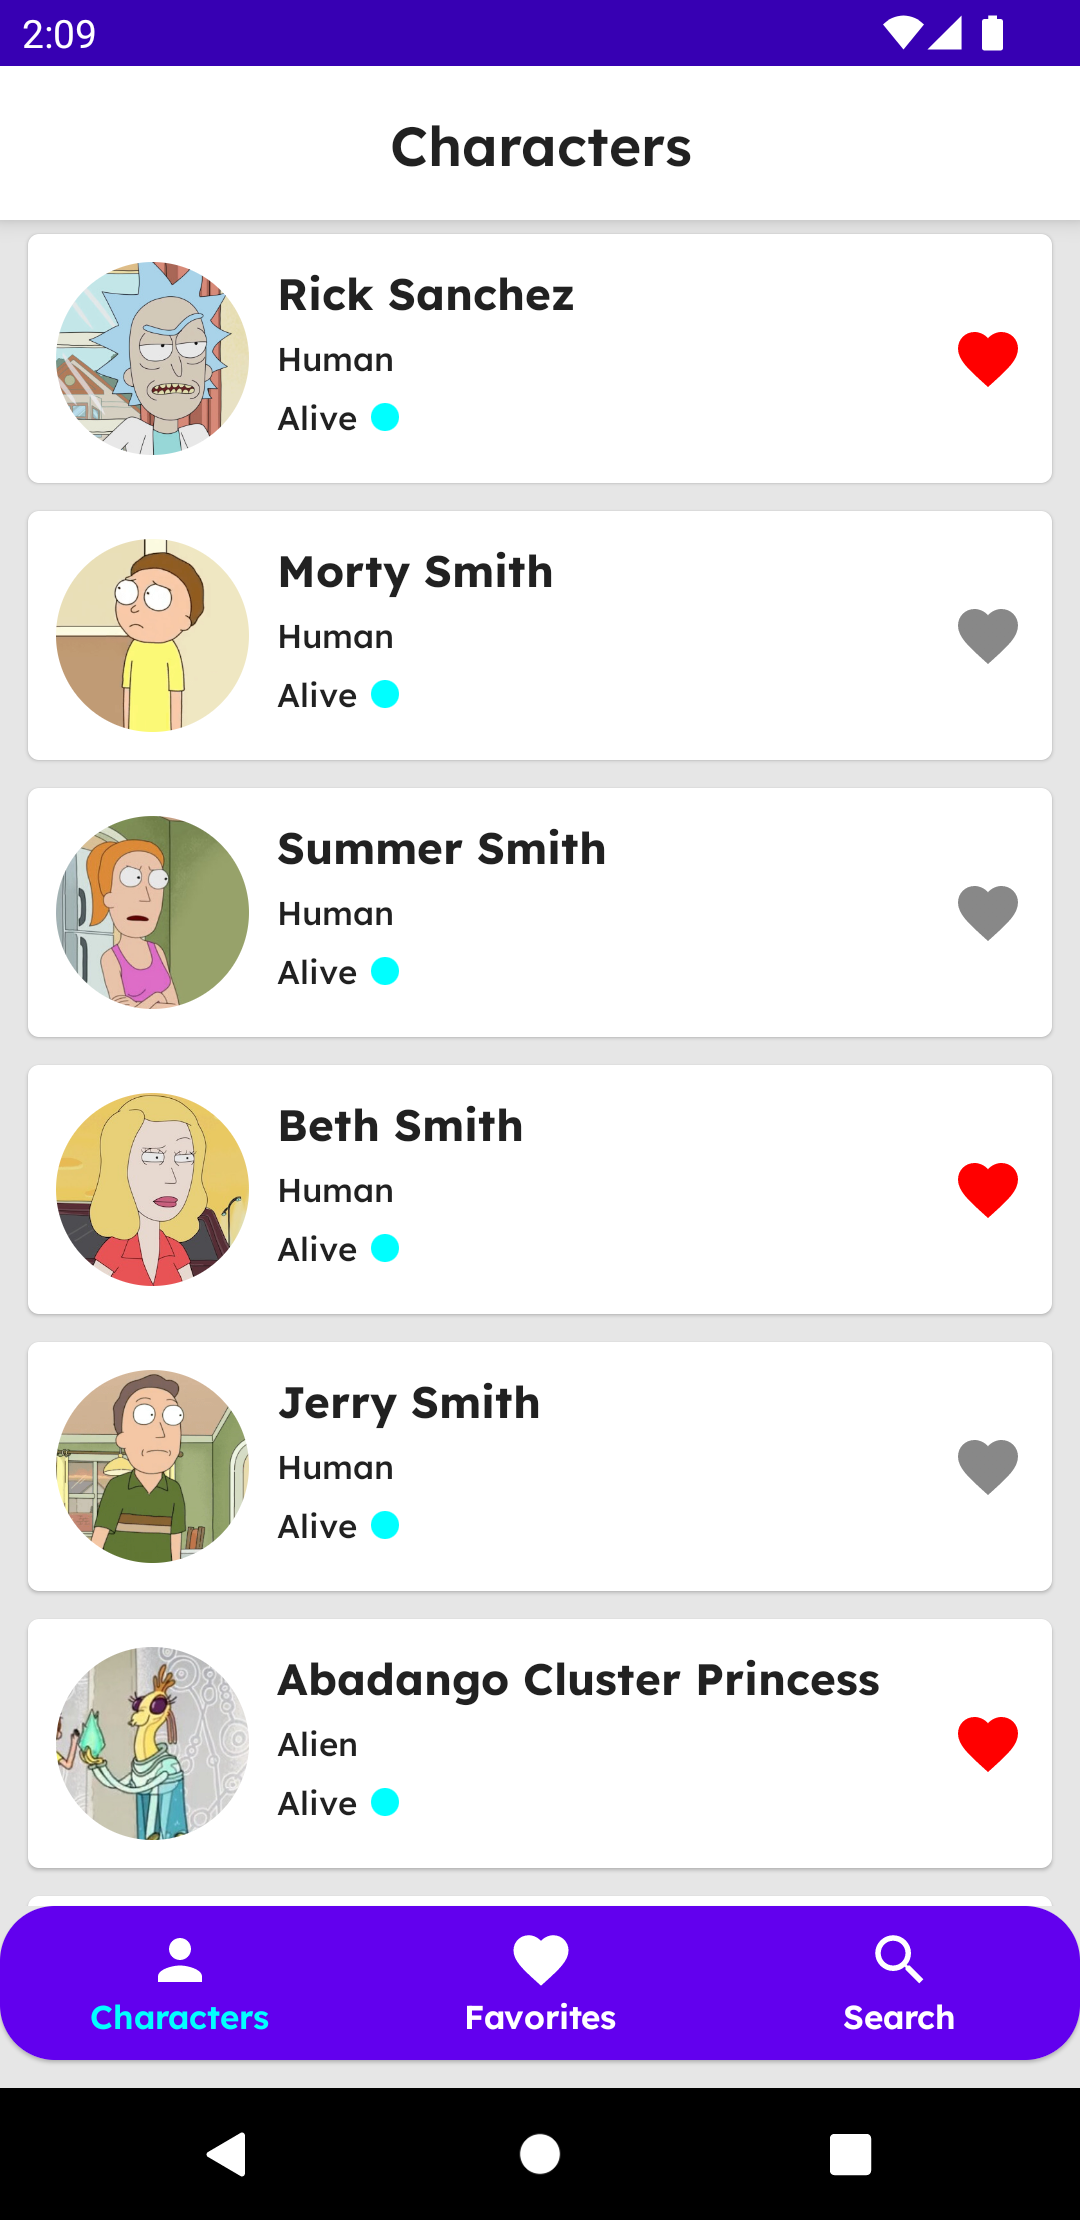 2:09
Characters
Rick Sanchez
Human
Alive
Morty Smith
Human
Alive
Summer Smith
Human
Alive
Beth Smith
Human
Alive
Jerry Smith
Human
Alive
Abadango Cluster Princess
Alien
Alive
Characters Favorites Search